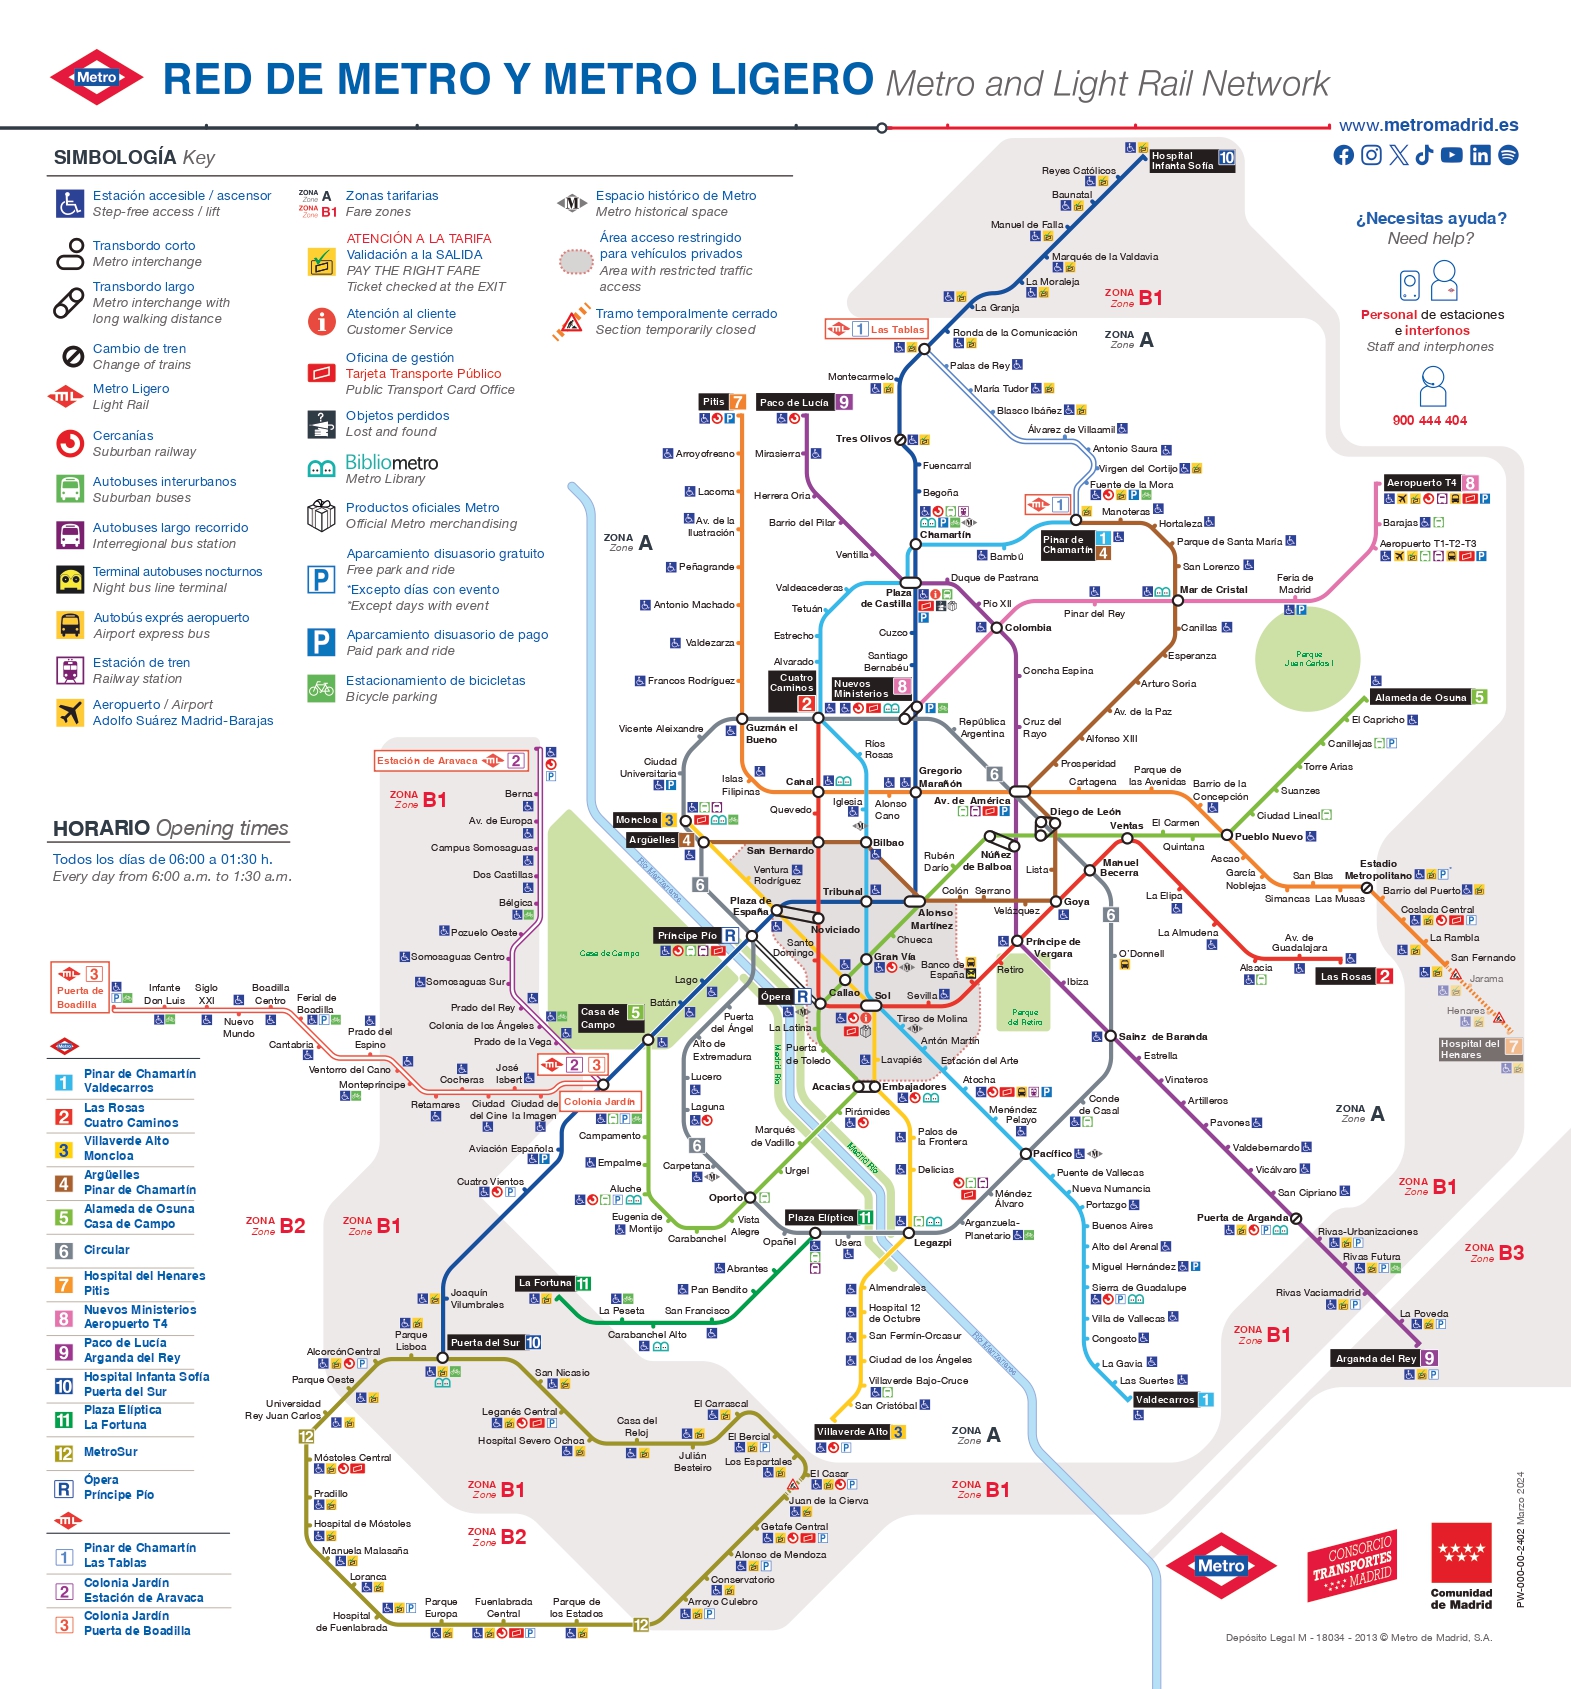 Metro
RED DE METRO Y METRO LIGERO Metro and Light Rail Network
www.metromadrid.es
SIMBOLOGÍA Key
Estación accesible / ascensor
Step-free access / lift
Transbordo corto
Metro interchange
Transbordo largo
Metro interchange with
long walking distance
Cambio de tren
Change of trains
Metro Ligero
Light Rail
Cercanías
Suburban railway
Autobuses interurbanos
Suburban buses
Autobuses largo recorrido
Interregional bus station
Terminal autobuses nocturnos
Night bus line terminal
Autobús exprés aeropuerto
Airport express bus
Estación de tren
Railway station
Aeropuerto / Airport
Adolfo Suárez Madrid-Barajas
ZONA
Zone A
ZONA
Zone B1
Zonas tarifarias
Fare zones
ATENCIÓN A LA TARIFA
Validación a la SALIDA
PAY THE RIGHT FARE
Ticket checked at the EXIT
Atención al cliente
Customer Service
Oficina de gestión
Tarjeta Transporte Público
Public Transport Card Office
Objetos perdidos
Lost and found
Bibliometro
Metro Library
Productos oficiales Metro
Official Metro merchandising
Aparcamiento disuasorio gratuito
Free park and ride
*Excepto días con evento
*Except days with event
Aparcamiento disuasorio de pago
Paid park and ride
Estacionamiento de bicicletas
Bicycle parking
Espacio histórico de Metro
Metro historical space
Área acceso restringido
para vehículos privados
Area with restricted traffic
access
Tramo temporalmente cerrado
Section temporarily closed
¿Necesitas ayuda?
Need help?
Personal de estaciones
e interfonos
Staff and interphones
900 444 404
HORARIO Opening times
Todos los días de 06:00 a 01:30 h.
Every day from 6:00 a.m. to 1:30 a.m.
1 Pinar de Chamartín
Valdecarros
2 Las Rosas
Cuatro Caminos
3 Villaverde Alto
Moncloa
4 Argüelles
Pinar de Chamartín
5 Alameda de Osuna
Casa de Campo
6 Circular
7 Hospital del Henares
Pitis
8 Nuevos Ministerios
Aeropuerto T4
9 Paco de Lucía
Arganda del Rey
10 Hospital Infanta Sofía
Puerta del Sur
11 Plaza Elíptica
La Fortuna
12 MetroSur
R Ópera
Príncipe Pío
ML
1 Pinar de Chamartín
Las Tablas
2 Colonia Jardín
Estación de Aravaca
3 Colonia Jardín
Puerta de Boadilla
Hospital
Infanta Sofía 10
Reyes Católicos
Baunatal
Manuel de Falla
Marqués de la Valdavia
La Moraleja
La Granja
ZONA
Zone B1
ZONA
Zone A
ML 1 Las Tablas
Ronda de la Comunicación
Palas de Rey
María Tudor
Blasco Ibáñez
Álvarez de Villaamil
Antonio Saura
Virgen del Cortijo
Fuente de la Mora
ML 1
Montecarmelo
Tres Olivos
Fuencarral
Begoña
Chamartín
Bambú
Pinar de
Chamartín 1 4
Manoteras
Hortaleza
Parque de Santa María
San Lorenzo
Mar de Cristal
Canillas
Esperanza
Arturo Soria
Av. de la Paz
Alfonso XIII
Prosperidad
Feria de
Madrid
Pinar del Rey
Aeropuerto T4 8
Barajas
Aeropuerto T1-T2-T3
Parque
Juan Carlos I
Pitis 7
Paco de Lucía 9
Arroyofresno
Lacoma
Av. de la
Ilustración
Peñagrande
Antonio Machado
Valdezarza
Francos Rodríguez
Mirasierra
Herrera Oria
Barrio del Pilar
Ventilla
ZONA
Zone A
Plaza
de Castilla
Duque de Pastrana
Pío XII
Colombia
Concha Espina
Cruz del
Rayo
Valdeacederas
Tetuán
Estrecho
Alvarado
Cuzco
Santiago
Bernabéu
Cuatro
Caminos 2
Nuevos
Ministerios 8
República
Argentina
Guzmán el
Bueno
Vicente Aleixandre
Ciudad
Universitaria
Islas
Filipinas
Canal
Quevedo
Ríos
Rosas
Iglesia
Alonso
Cano
Gregorio
Marañón
Av. de América
6
Cartagena
Parque de
las Avenidas
Barrio de la
Concepción
Alameda de Osuna 5
El Capricho
Canillejas
Torre Arias
Suanzes
Ciudad Lineal
Pueblo Nuevo
Moncloa 3
Argüelles 4
San Bernardo
Bilbao
Ventura
Rodríguez
Rubén
Darío
Núñez
de Balboa
Diego de León
Ventas
El Carmen
Quintana
Lista
Manuel
Becerra
Ascao
García
Noblejas
San Blas
Simancas
Las Musas
Estadio
Metropolitano
Barrio del Puerto
Coslada Central
La Rambla
San Fernando
Jarama
Henares
Hospital del
Henares 7
Plaza de
España
Tribunal
Noviciado
Alonso
Martínez
Colón
Serrano
Velázquez
Goya
Chueca
Príncipe de
Vergara
La Elipa
La Almudena
Alsacia
Av. de
Guadalajara
Las Rosas 2
6
O'Donnell
Príncipe Pío R
Santo
Domingo
Gran Vía
Banco de
España
Retiro
Ibiza
Ópera R
Callao
Sol
Sevilla
Parque
del Retiro
Sainz de Baranda
La Latina
Tirso de Molina
Antón Martín
Puerta
de Toledo
Lavapiés
Estación del Arte
Acacias
Embajadores
Atocha
Menéndez
Pelayo
Conde
de Casal
Pacífico
Pirámides
Marqués
de Vadillo
Urgel
Palos de
la Frontera
Delicias
Méndez
Álvaro
Arganzuela-
Planetario
Legazpi
Estrella
Vinateros
Artilleros
Pavones
Valdebernardo
Vicálvaro
San Cipriano
Puerta de Arganda
Rivas-Urbanizaciones
Rivas Futura
Rivas Vaciamadrid
La Poveda
Arganda del Rey 9
ZONA
Zone A
ZONA
Zone B1
ZONA
Zone B3
ZONA
Zone B1
Puente de Vallecas
Nueva Numancia
Portazgo
Buenos Aires
Alto del Arenal
Miguel Hernández
Sierra de Guadalupe
Villa de Vallecas
Congosto
La Gavia
Las Suertes
Valdecarros 1
Estación de Aravaca ML 2
ZONA
Zone B1
Berna
Av. de Europa
Campus Somosaguas
Dos Castillas
Bélgica
Pozuelo Oeste
Somosaguas Centro
Somosaguas Sur
Prado del Rey
Colonia de los Ángeles
Prado de la Vega
ML 2 3
Colonia Jardín
ML 3
Puerta de
Boadilla
Infante
Don Luis
Siglo
XXI
Nuevo
Mundo
Boadilla
Centro
Ferial de
Boadilla
Cantabria
Prado del
Espino
Ventorro del Cano
Montepríncipe
Retamares
Cocheras
Ciudad
del Cine
José
Isbert
Ciudad de
la Imagen
Casa de Campo
Río Manzanares
Lago
Batán
Casa de
Campo 5
6
Puerta
del Ángel
Alto de
Extremadura
Lucero
Laguna
Carpetana
6
Oporto
Madrid Río
Madrid Río
Campamento
Empalme
Aluche
Eugenia de
Montijo
Carabanchel
Vista
Alegre
Opañel
Plaza Elíptica 11
Usera
Abrantes
Pan Bendito
San Francisco
Carabanchel Alto
La Peseta
La Fortuna 11
Aviación Española
Cuatro Vientos
Joaquín
Vilumbrales
Puerta del Sur 10
ZONA
Zone B2
ZONA
Zone B1
Almendrales
Hospital 12
de Octubre
San Fermín-Orcasur
Ciudad de los Ángeles
Villaverde Bajo-Cruce
San Cristóbal
Villaverde Alto 3
Río Manzanares
ZONA
Zone A
ZONA
Zone B1
Parque
Lisboa
AlcorcónCentral
Parque Oeste
Universidad
Rey Juan Carlos
12
Móstoles Central
Pradillo
Hospital de Móstoles
Manuela Malasaña
Loranca
Hospital
de Fuenlabrada
Parque
Europa
Fuenlabrada
Central
Parque de
los Estados
12
Arroyo Culebro
Conservatorio
Alonso de Mendoza
Getafe Central
Juan de la Cierva
El Casar
Los Espartales
El Bercial
El Carrascal
Julián
Besteiro
Casa del
Reloj
Hospital Severo Ochoa
Leganés Central
San Nicasio
ZONA
Zone B1
ZONA
Zone B2
Metro
CONSORCIO
TRANSPORTES
MADRID
Comunidad
de Madrid
PW-000-00-2402 Marzo 2024
Depósito Legal M - 18034 - 2013 © Metro de Madrid, S.A.